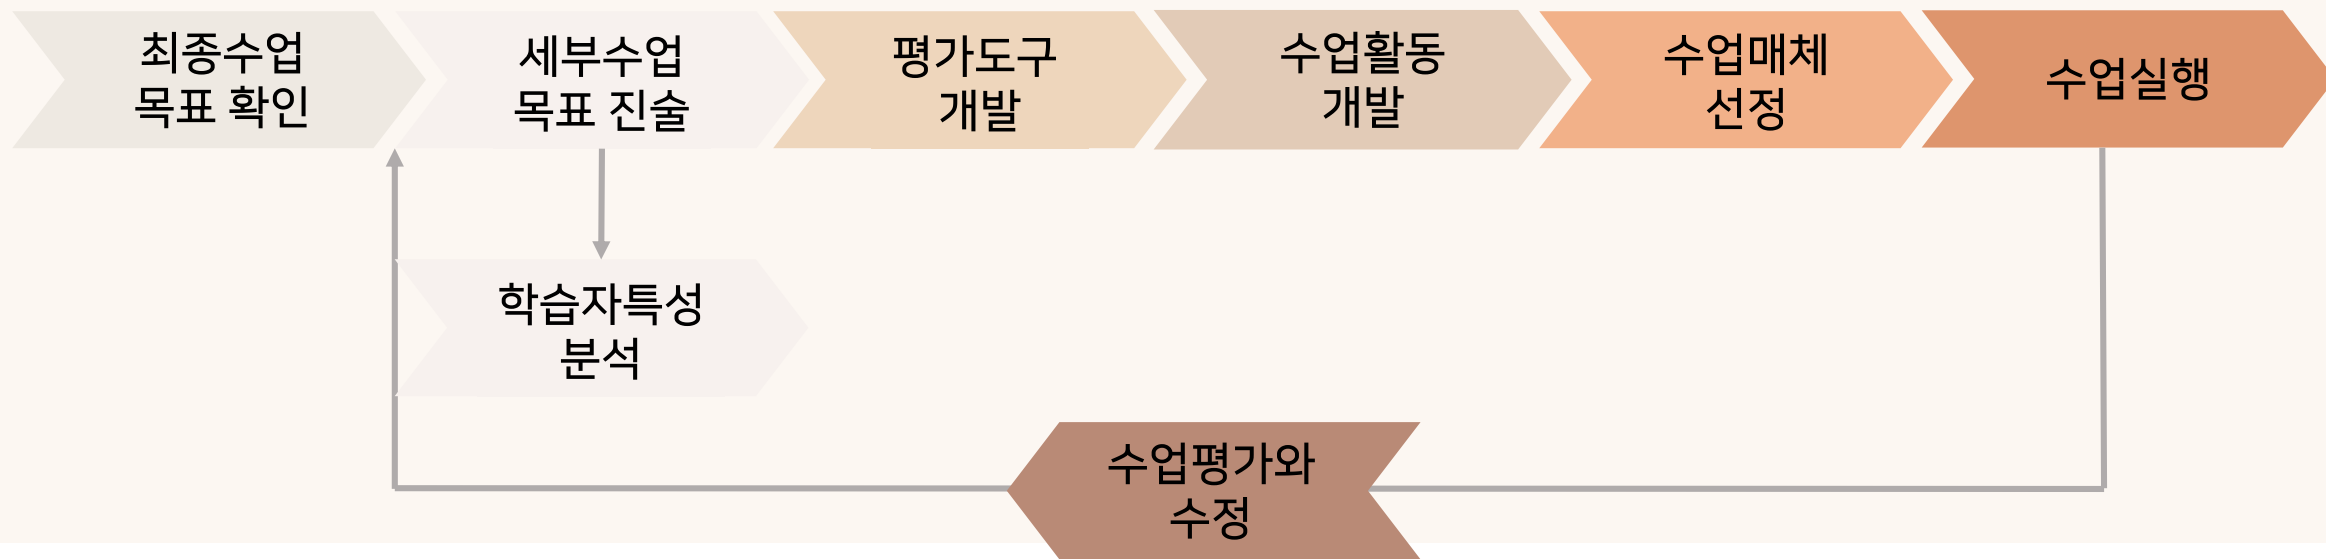 최종수업
목표 확인
세부수업
목표 진술
평가도구
개발
수업활동
개발
수업매체
선정
수업실행
학습자특성
분석
수업평가와
수정